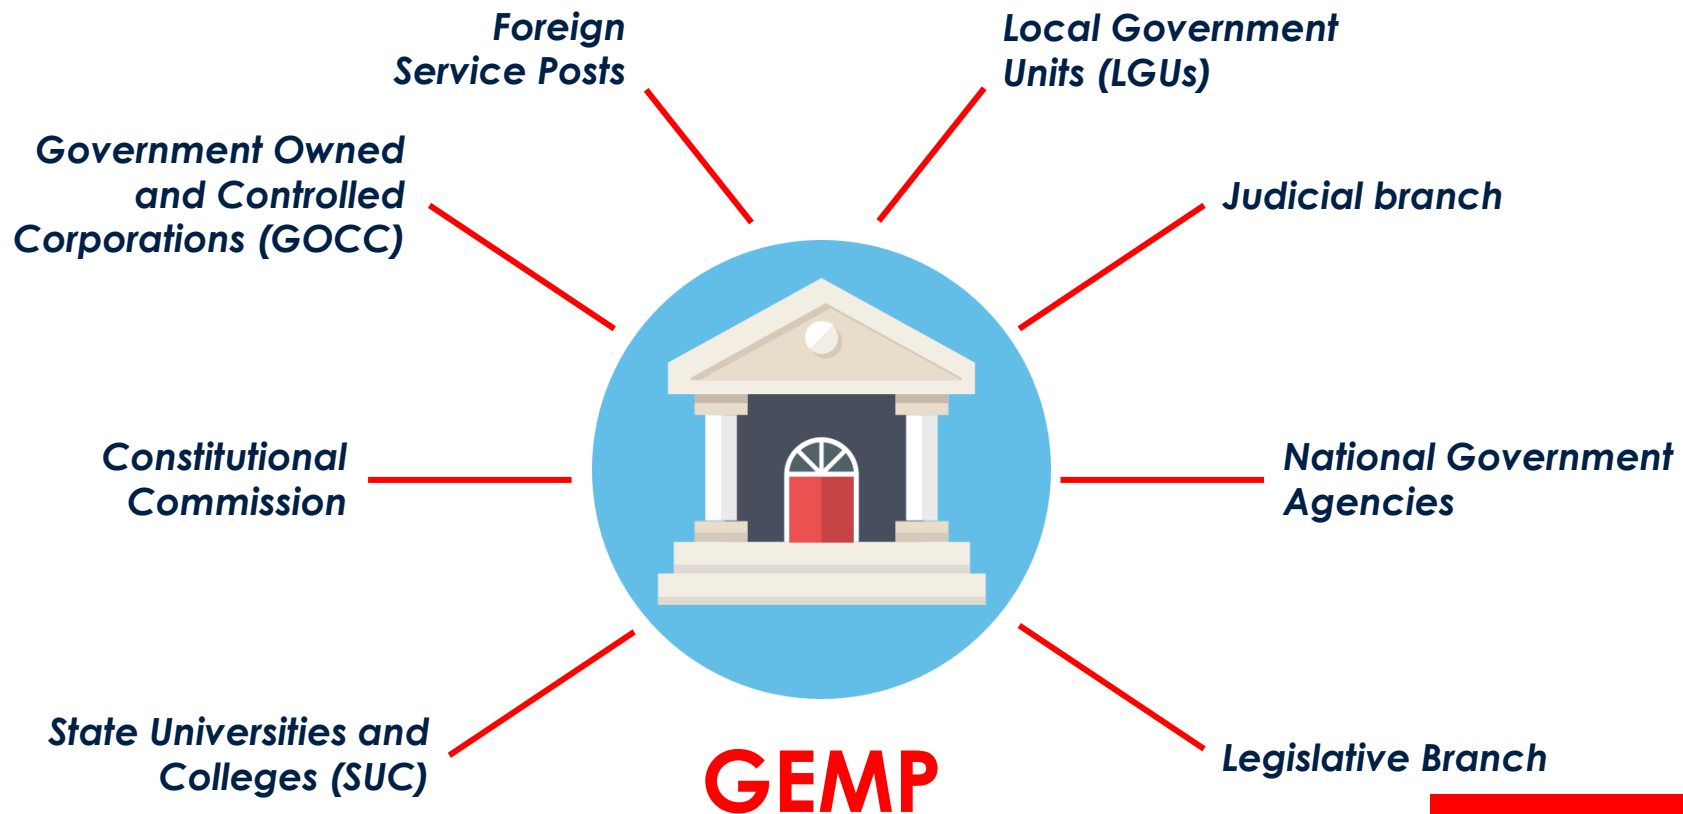 Foreign
Service Posts
Local Government
Units (LGUs)
Government Owned
and Controlled
Corporations (GOCC)
Judicial branch
Constitutional
Commission
National Government
Agencies
State Universities and
Colleges (SUC)
GEMP
Legislative Branch